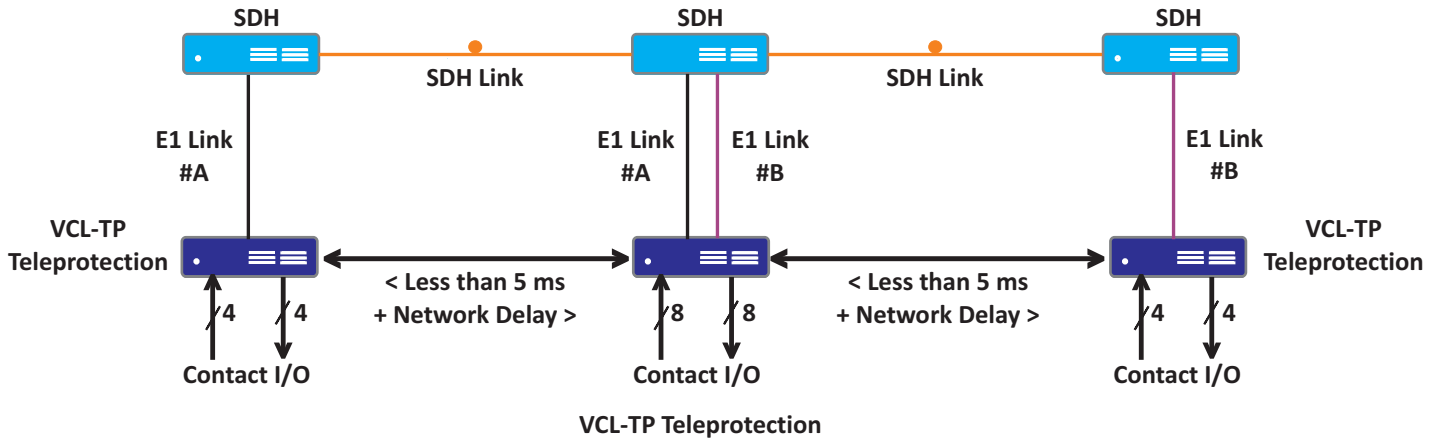 SDH
SDH
SDH
SDH Link
SDH Link
E1 Link
#A
E1 Link
#A
E1 Link
#B
E1 Link
#B
VCL-TP
Teleprotection
VCL-TP
Teleprotection
< Less than 5 ms
+ Network Delay >
< Less than 5 ms
+ Network Delay >
4
4
8
8
4
4
Contact I/O
Contact I/O
Contact I/O
VCL-TP Teleprotection